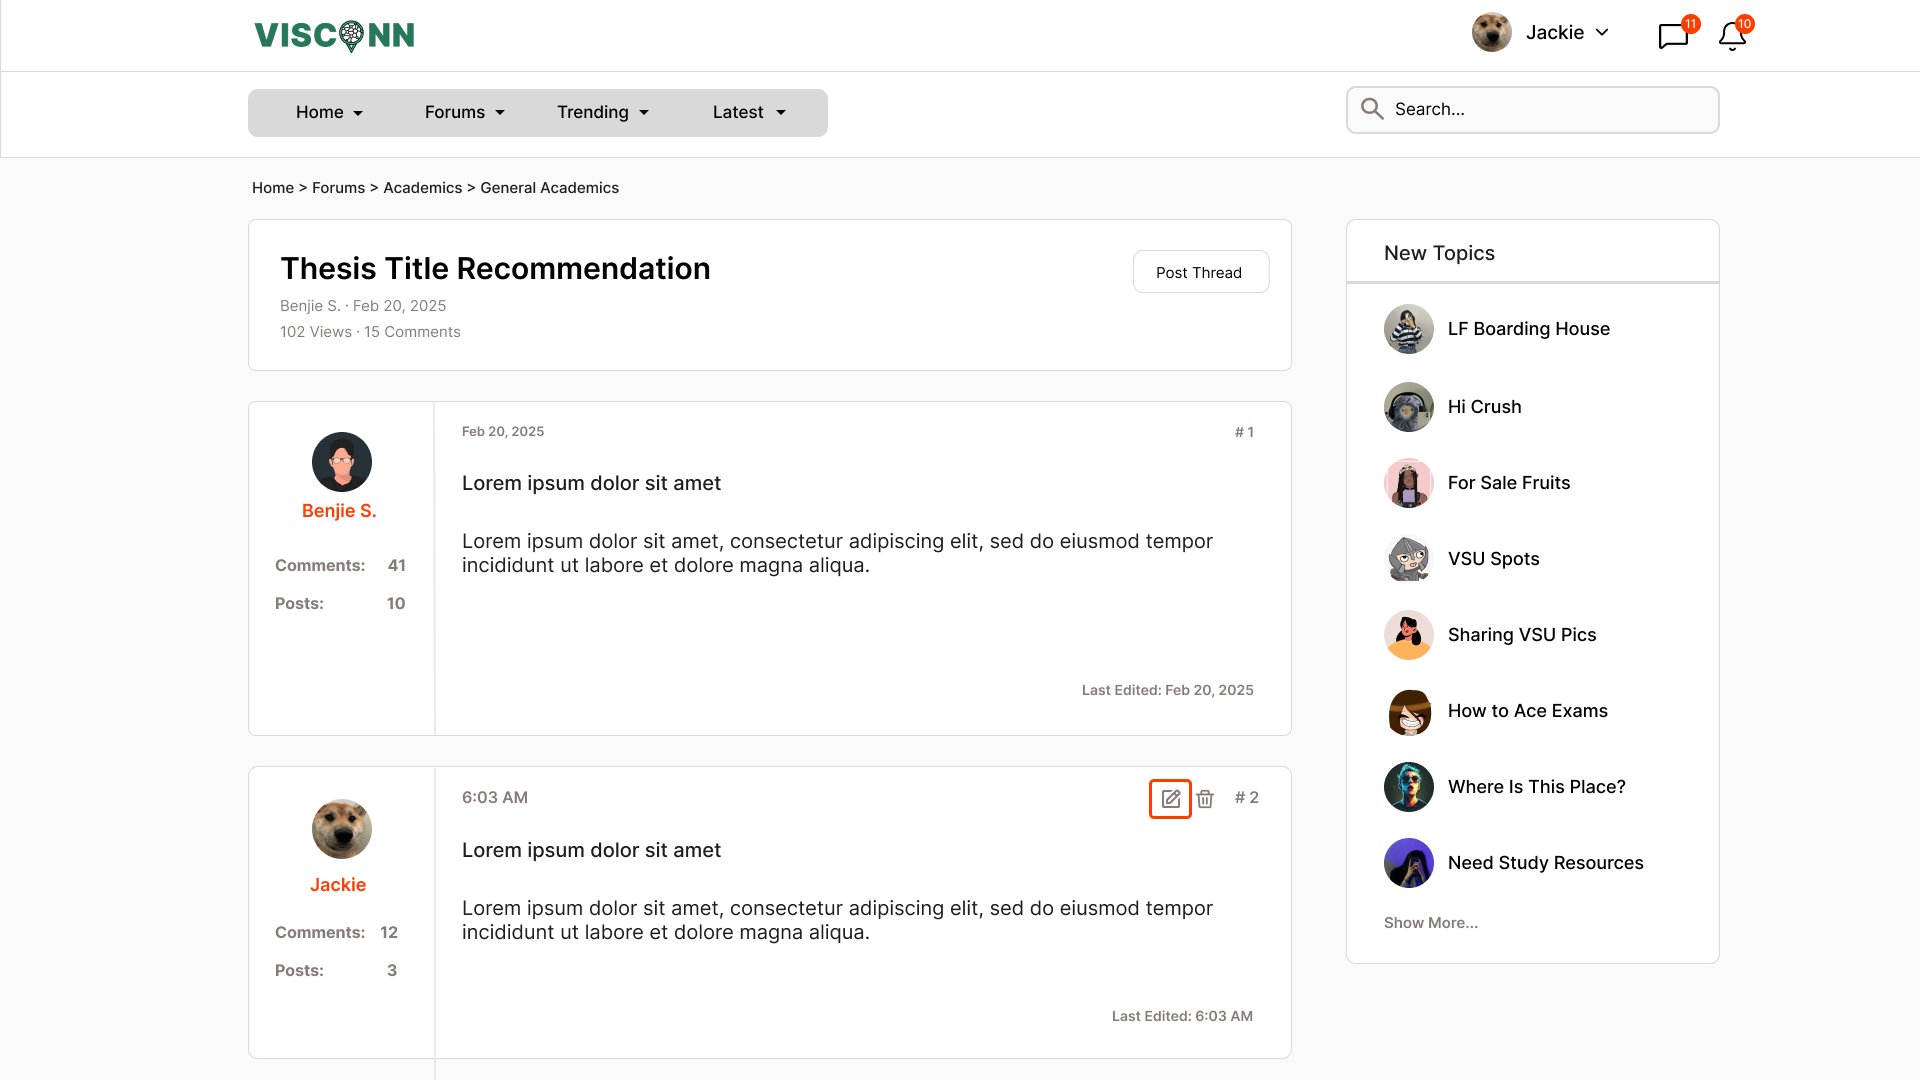 VISCONN
Jackie
11
10
Home
Forums
Trending
Latest
Search...
Home > Forums > Academics > General Academics
Thesis Title Recommendation
Benjie S. · Feb 20, 2025
102 Views · 15 Comments
Post Thread
Feb 20, 2025
# 1
Benjie S.
Comments: 41
Posts: 10
Lorem ipsum dolor sit amet
Lorem ipsum dolor sit amet, consectetur adipiscing elit, sed do eiusmod tempor
incididunt ut labore et dolore magna aliqua.
Last Edited: Feb 20, 2025
6:03 AM
# 2
Jackie
Comments: 12
Posts: 3
Lorem ipsum dolor sit amet
Lorem ipsum dolor sit amet, consectetur adipiscing elit, sed do eiusmod tempor
incididunt ut labore et dolore magna aliqua.
Last Edited: 6:03 AM
New Topics
LF Boarding House
Hi Crush
For Sale Fruits
VSU Spots
Sharing VSU Pics
How to Ace Exams
Where Is This Place?
Need Study Resources
Show More...